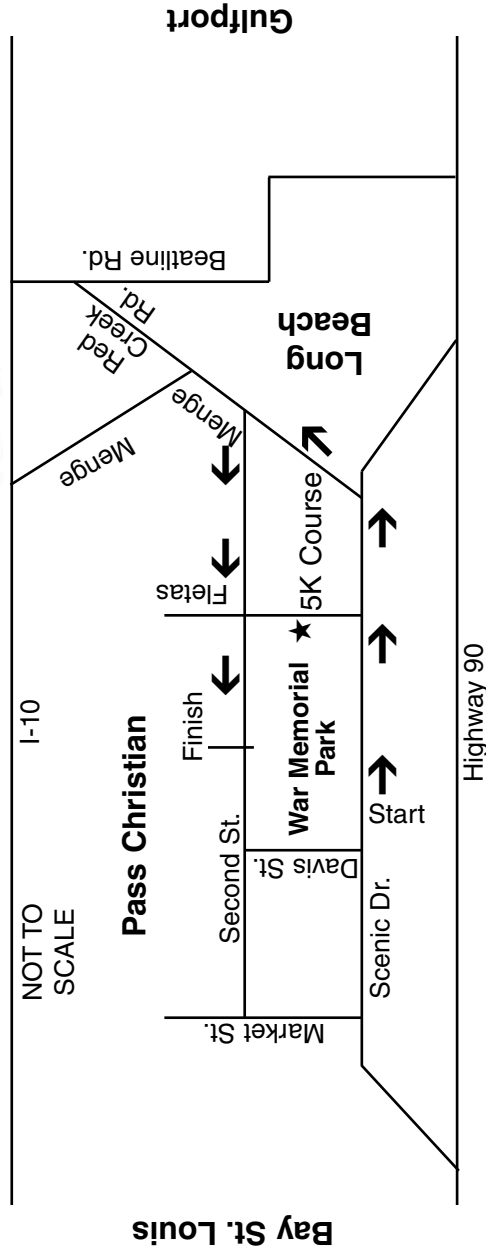 Bay St. Louis
NOT TO
SCALE
I-10
Pass Christian
Market St.
Second St.
Davis St.
Finish
Fletas
Menge
Menge
Red
Creek
Rd.
Beatline Rd.
War Memorial
Park
5K Course
Long
Beach
Scenic Dr.
Start
Highway 90
Gulfport